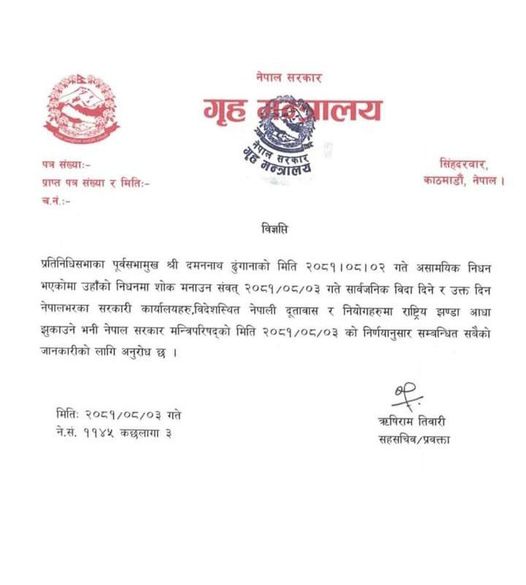 नेपाल सरकार
गृह मन्त्रालय
नेपाल सरकार
गृह मन्त्रालय
पत्र संख्याः-
प्राप्त पत्र संख्या र मितिः-
च.नं.:-
सिंहदरवार,
काठमाडौं, नेपाल ।
विज्ञप्ति
प्रतिनिधिसभाका पूर्वसभामुख श्री दमननाथ ढुंगानाको मिति २०८१।०८।०२ गते असामयिक निधन
भएकोमा उहाँको निधनमा शोक मनाउन संवत् २०८१/०८/०३ गते सार्वजनिक विदा दिने र उक्त दिन
नेपालभरका सरकारी कार्यालयहरु,विदेशस्थित नेपाली दूतावास र नियोगहरुमा राष्ट्रिय झण्डा आधा
झुकाउने भनी नेपाल सरकार मन्त्रिपरिषद्को मिति २०८१/०८/०३ को निर्णयानुसार सम्बन्धित सबैको
जानकारीको लागि अनुरोध छ ।
मितिः २०८१/०८/०३ गते
ने.सं. ११४५ कछलागा ३
ऋषिराम तिवारी
सहसचिव/प्रवक्ता